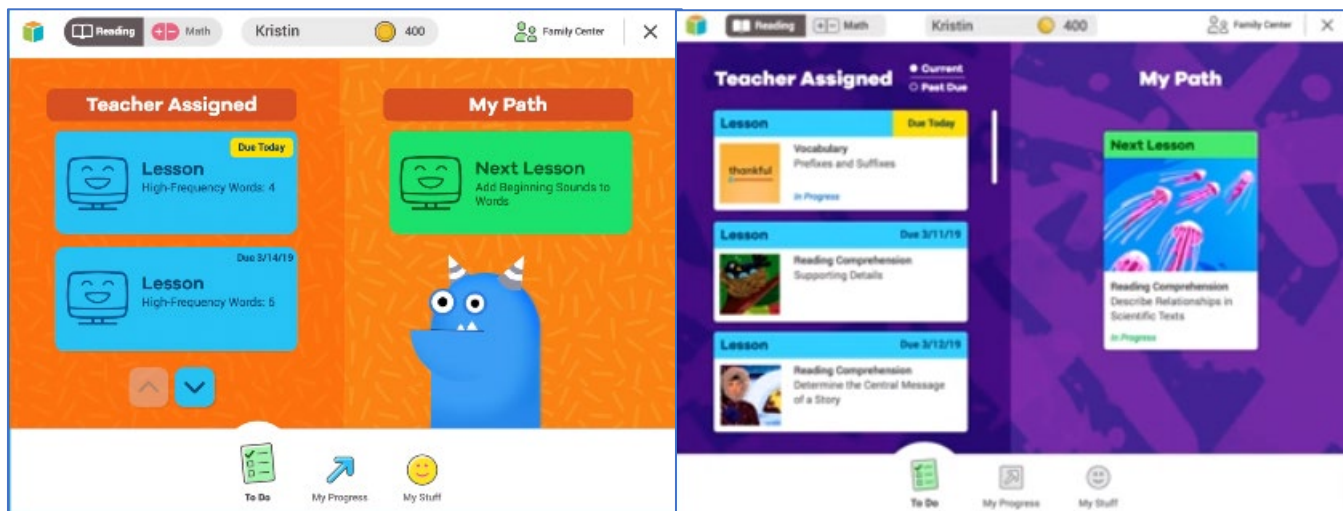 Reading
Math
Kristin
400
Family Center
Teacher Assigned
Due Today
Lesson
High-Frequency Words: 4
Due 3/14/19
Lesson
High-Frequency Words: 5
My Path
Next Lesson
Add Beginning Sounds to
Words
To Do
My Progress
My Stuff
Reading
Math
Kristin
400
Family Center
Teacher Assigned
Current
Past Due
Lesson
Due Today
thankful
Vocabulary
Prefixes and Suffixes
In Progress
Lesson
Due 3/11/19
Reading Comprehension
Supporting Details
Lesson
Due 3/12/19
Reading Comprehension
Determine the Central Message
of a Story
My Path
Next Lesson
Reading Comprehension
Describe Relationships in
Scientific Texts
In Progress
To Do
My Progress
My Stuff